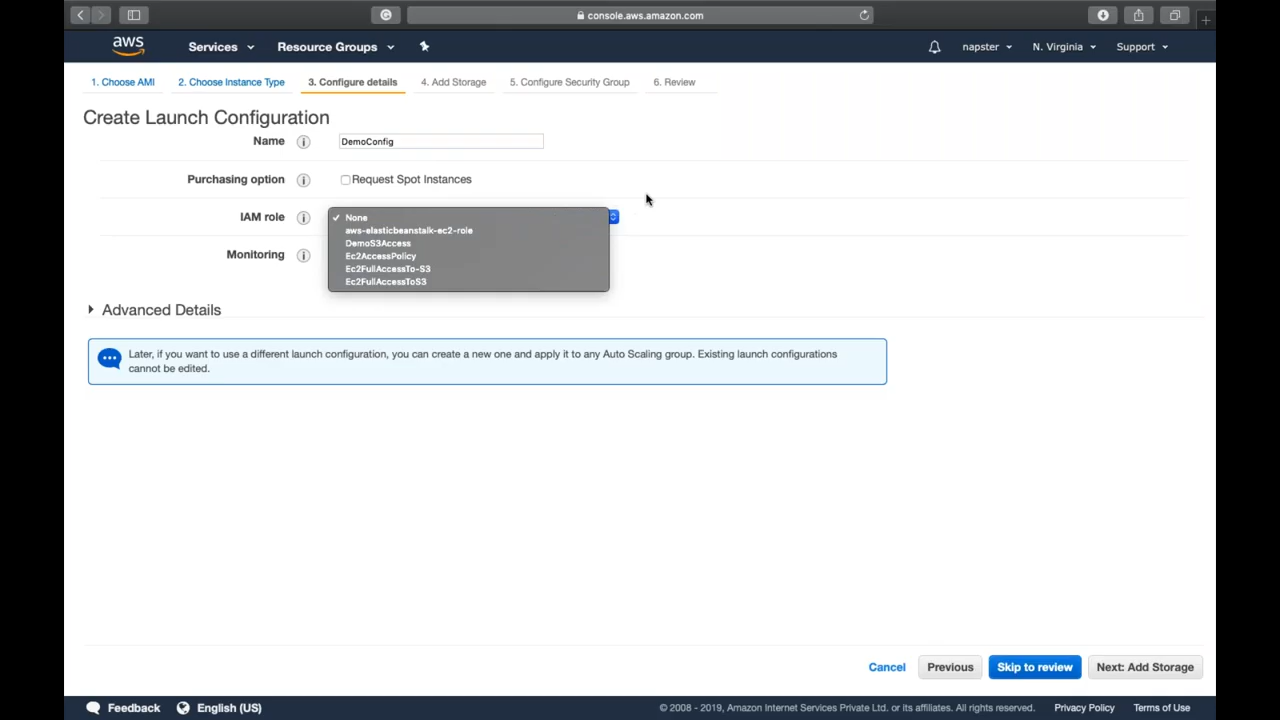 console.aws.amazon.com
aws Services Resource Groups napster N. Virginia Support
1. Choose AMI 2. Choose Instance Type 3. Configure details 4. Add Storage 5. Configure Security Group 6. Review
Create Launch Configuration
Name DemoConfig
Purchasing option Request Spot Instances
IAM role
None
aws-elasticbeanstalk-ec2-role
DemoS3Access
Monitoring
Ec2AccessPolicy
Ec2FullAccessTo-S3
Ec2FullAccessToS3
Advanced Details
Later, if you want to use a different launch configuration, you can create a new one and apply it to any Auto Scaling group. Existing launch configurations
cannot be edited.
Cancel Previous Skip to review Next: Add Storage
Feedback English (US) © 2008 - 2019, Amazon Internet Services Private Ltd. or its affiliates. All rights reserved. Privacy Policy Terms of Use